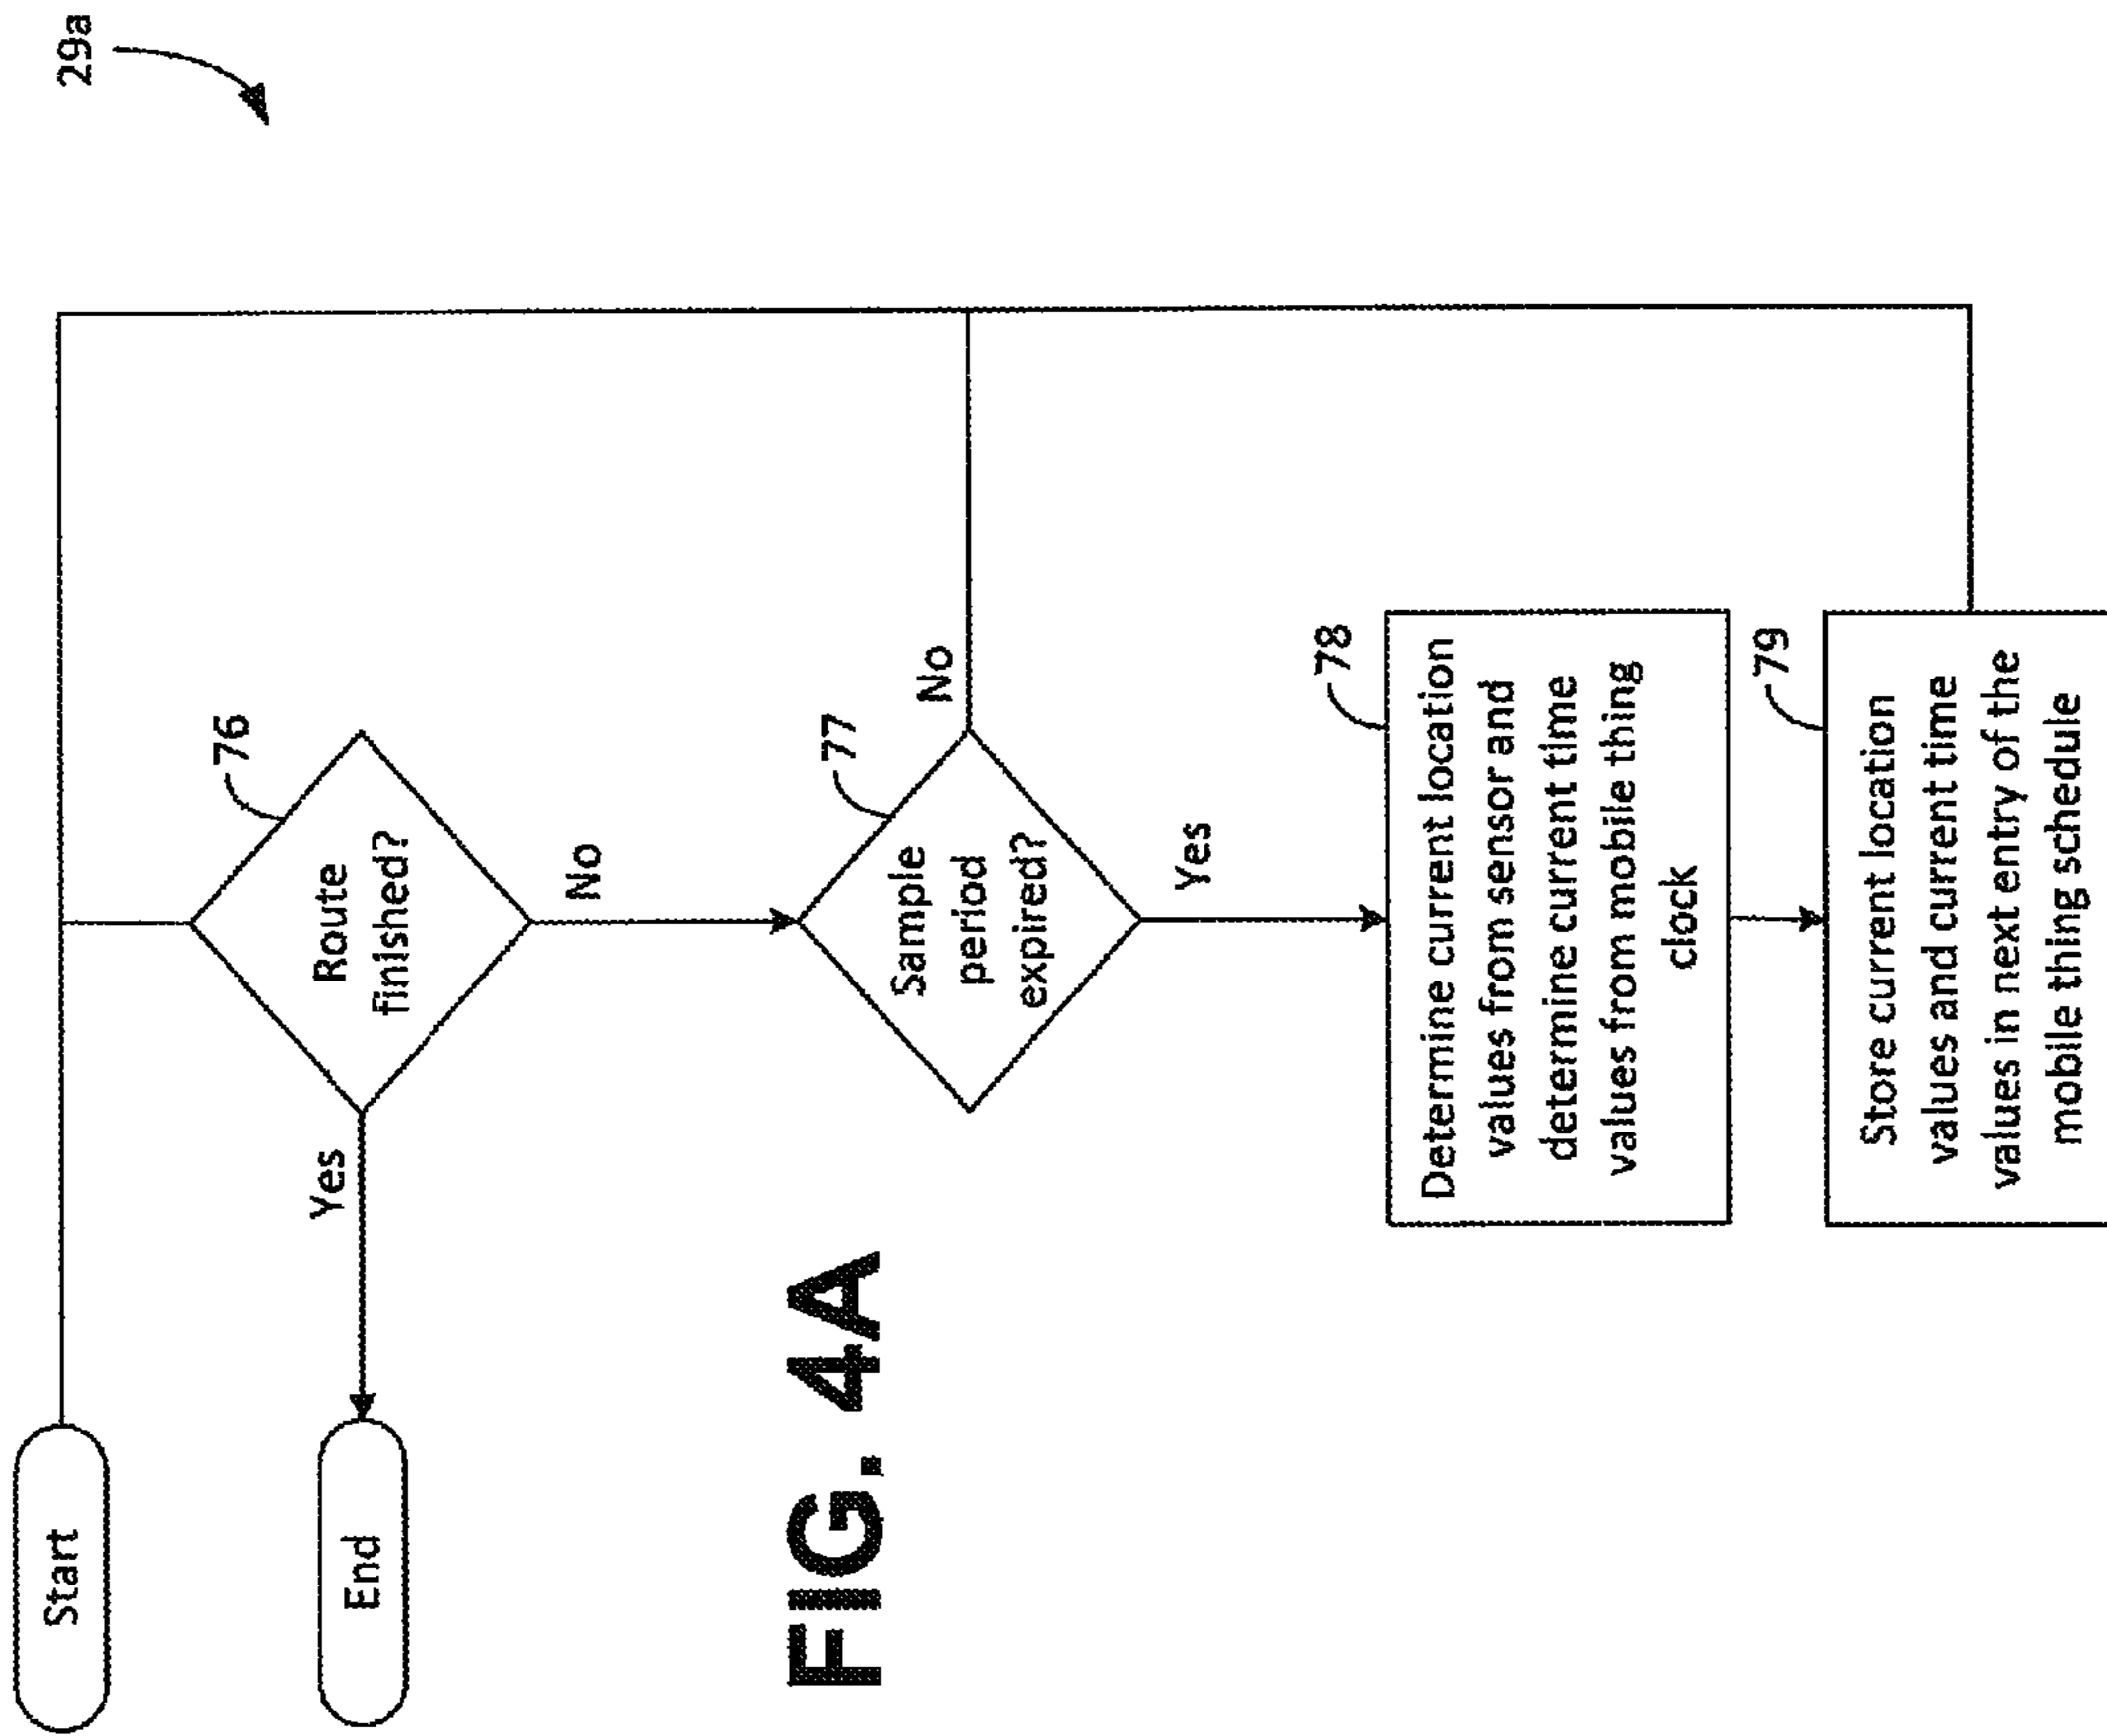 29a
Start
76
Route
finished?
Yes
End
No
77
Sample
period
expired?
No
Yes
78
Determine current location
values from sensor and
determine current time
values from mobile thing
clock
79
Store current location
values and current time
values in next entry of the
mobile thing schedule
FIG. 4A